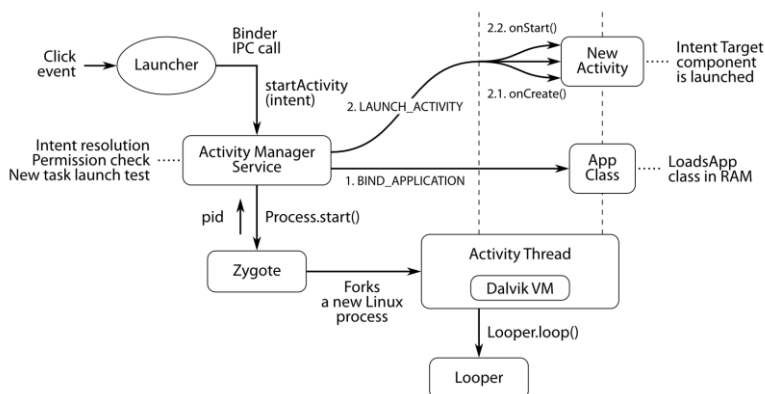 Click
event
Launcher
Binder
IPC call
startActivity
(intent)
2.2. onStart()
New
Activity
Intent Target
component
is launched
2.1. onCreate()
2. LAUNCH_ACTIVITY
Intent resolution
Permission check
New task launch test
Activity Manager
Service
1. BIND_APPLICATION
App
Class
LoadsApp
class in RAM
pid
Process.start()
Zygote
Forks
a new Linux
process
Activity Thread
Dalvik VM
Looper.loop()
Looper